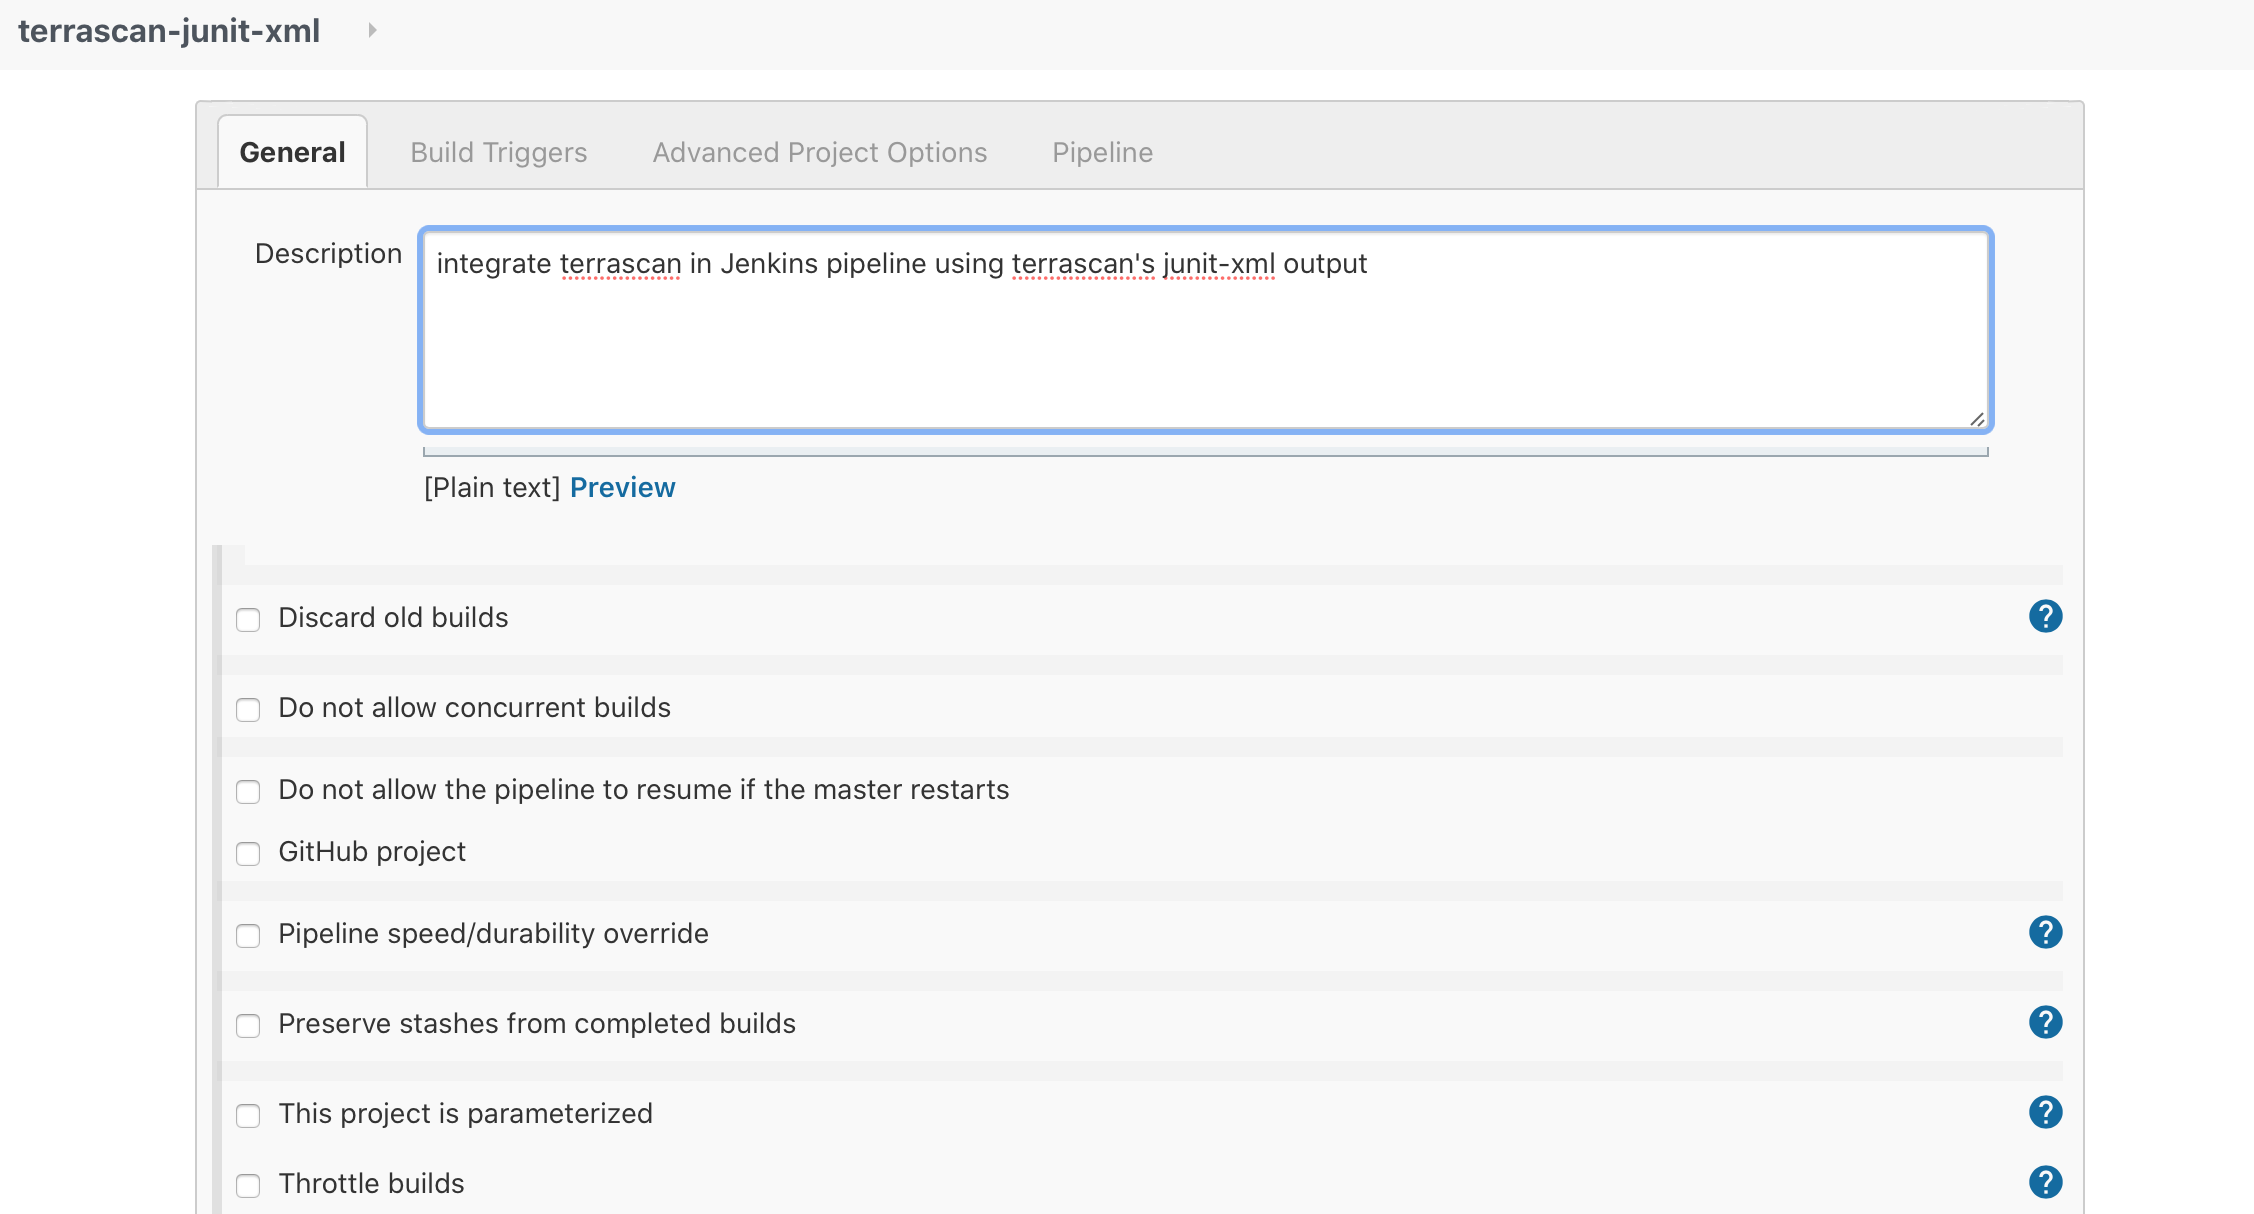 terrascan-junit-xml
General Build Triggers Advanced Project Options Pipeline
Description integrate terrascan in Jenkins pipeline using terrascan's junit-xml output
[Plain text] Preview
Discard old builds ?
Do not allow concurrent builds
Do not allow the pipeline to resume if the master restarts
GitHub project
Pipeline speed/durability override ?
Preserve stashes from completed builds ?
This project is parameterized ?
Throttle builds ?